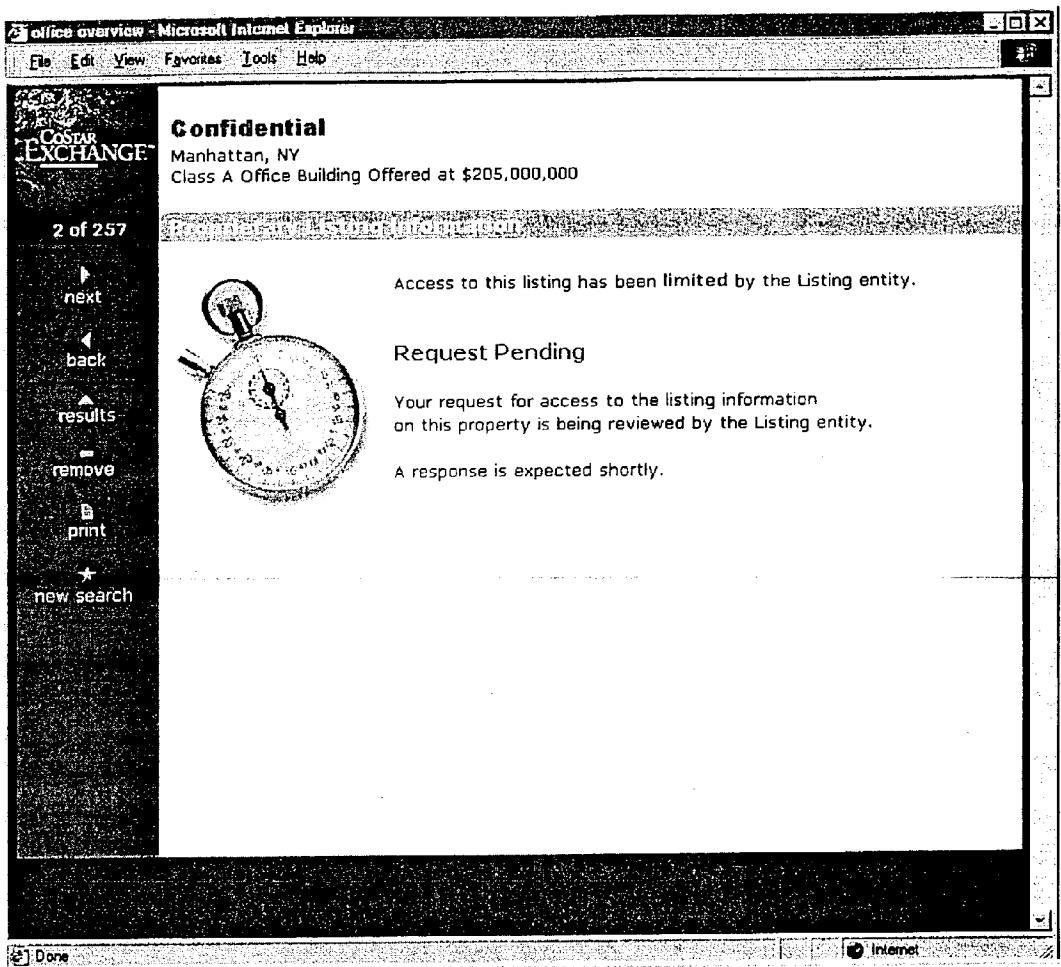 office overview - Microsoft Internet Explorer
File Edit View Favorites Tools Help
COSTAR
EXCHANGE™
Confidential
Manhattan, NY
Class A Office Building Offered at $205,000,000
2 of 257
Proprietary Listing Information
next
back
results
remove
print
new search
Access to this listing has been limited by the Listing entity.
Request Pending
Your request for access to the listing information
on this property is being reviewed by the Listing entity.
A response is expected shortly.
Done
Internet